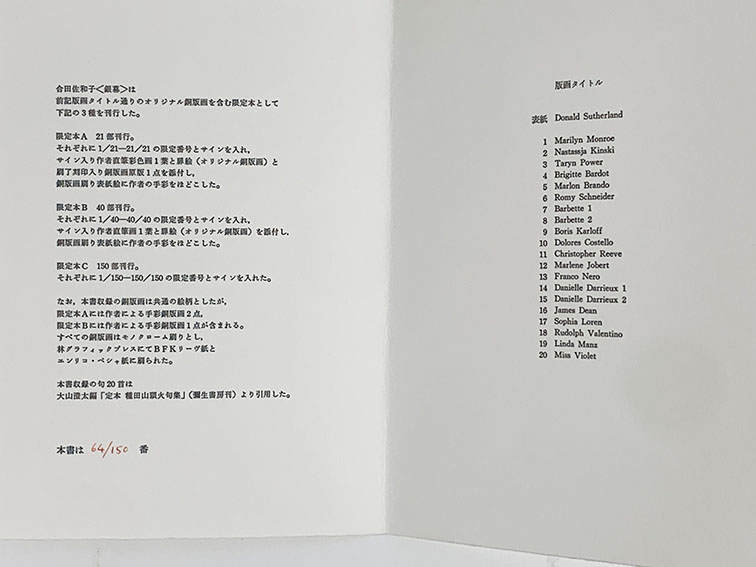 合田佐和子<銀幕>は
前記版画タイトル通りのオリジナル銅版画を含む限定本として
下記の3種を刊行した。
限定本A 21部刊行。
それぞれに 1/21—21/21 の限定番号とサインを入れ,
サイン入り作者直筆彩色画1葉と扉絵(オリジナル銅版画)と
刷了刻印入り銅版画原版1点を添付し,
銅版画刷り表紙絵に作者の手彩をほどこした。
限定本B 40部刊行。
それぞれに 1/40—40/40 の限定番号とサインを入れ,
サイン入り作者直筆画1葉と扉絵(オリジナル銅版画)を添付し,
銅版画刷り表紙絵に作者の手彩をほどこした。
限定本C 150部刊行。
それぞれに 1/150—150/150 の限定番号とサインを入れた。
なお, 本書収録の銅版画は共通の絵柄としたが,
限定本Aには作者による手彩銅版画2点,
限定本Bには作者による手彩銅版画1点が含まれる。
すべての銅版画はモノクローム刷りとし,
林グラフィックプレスにてBFKリーヴ紙と
エンリコ・ペシャ紙に刷られた。
本書収録の句20首は
大山澄太編「定本 種田山頭火句集」(彌生書房刊)より引用した。
本書は 64/150 番
版画タイトル
表紙 Donald Sutherland
1 Marilyn Monroe
2 Nastassja Kinski
3 Taryn Power
4 Brigitte Bardot
5 Marlon Brando
6 Romy Schneider
7 Barbette 1
8 Barbette 2
9 Boris Karloff
10 Dolores Costello
11 Christopher Reeve
12 Marlene Jobert
13 Franco Nero
14 Danielle Darrieux 1
15 Danielle Darrieux 2
16 James Dean
17 Sophia Loren
18 Rudolph Valentino
19 Linda Manz
20 Miss Violet